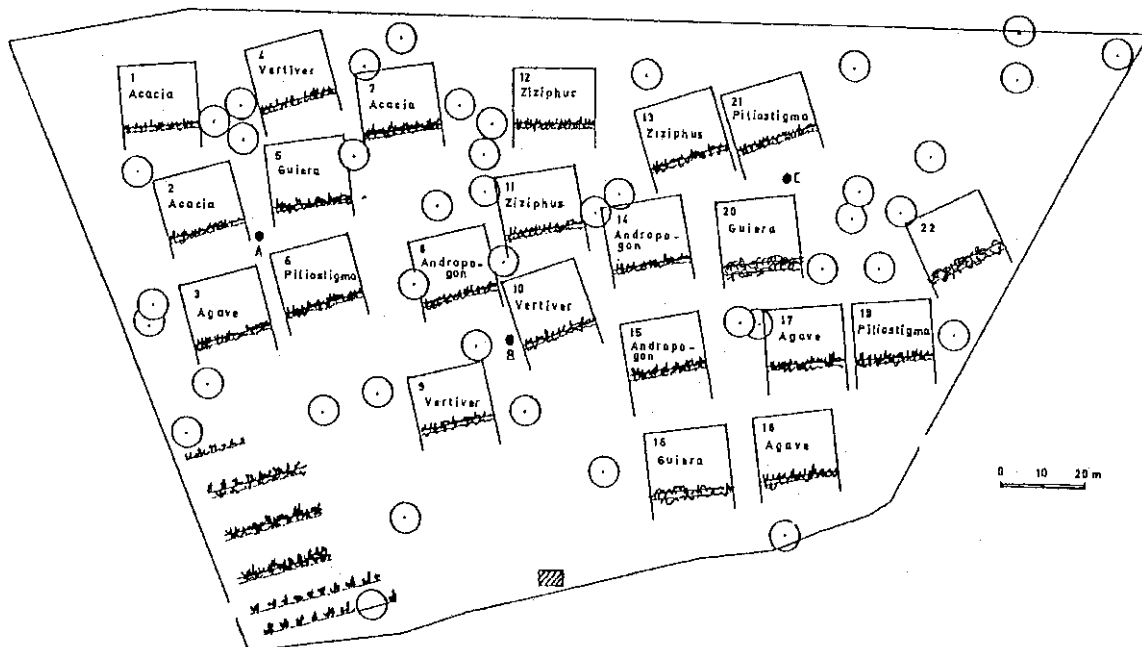 1
Acacia
4
Vertiver
7
Acacia
12
Ziziphus
13
Ziziphus
21
Piliostigma
2
Acacia
5
Guiera
11
Ziziphus
14
Andropo-
gon
20
Guiera
22
A
C
3
Agave
6
Piliostigma
8
Andropo-
gon
10
Vertiver
B
15
Andropo-
gon
17
Agave
19
Piliostigma
9
Vertiver
16
Guiera
18
Agave
0 10 20 m